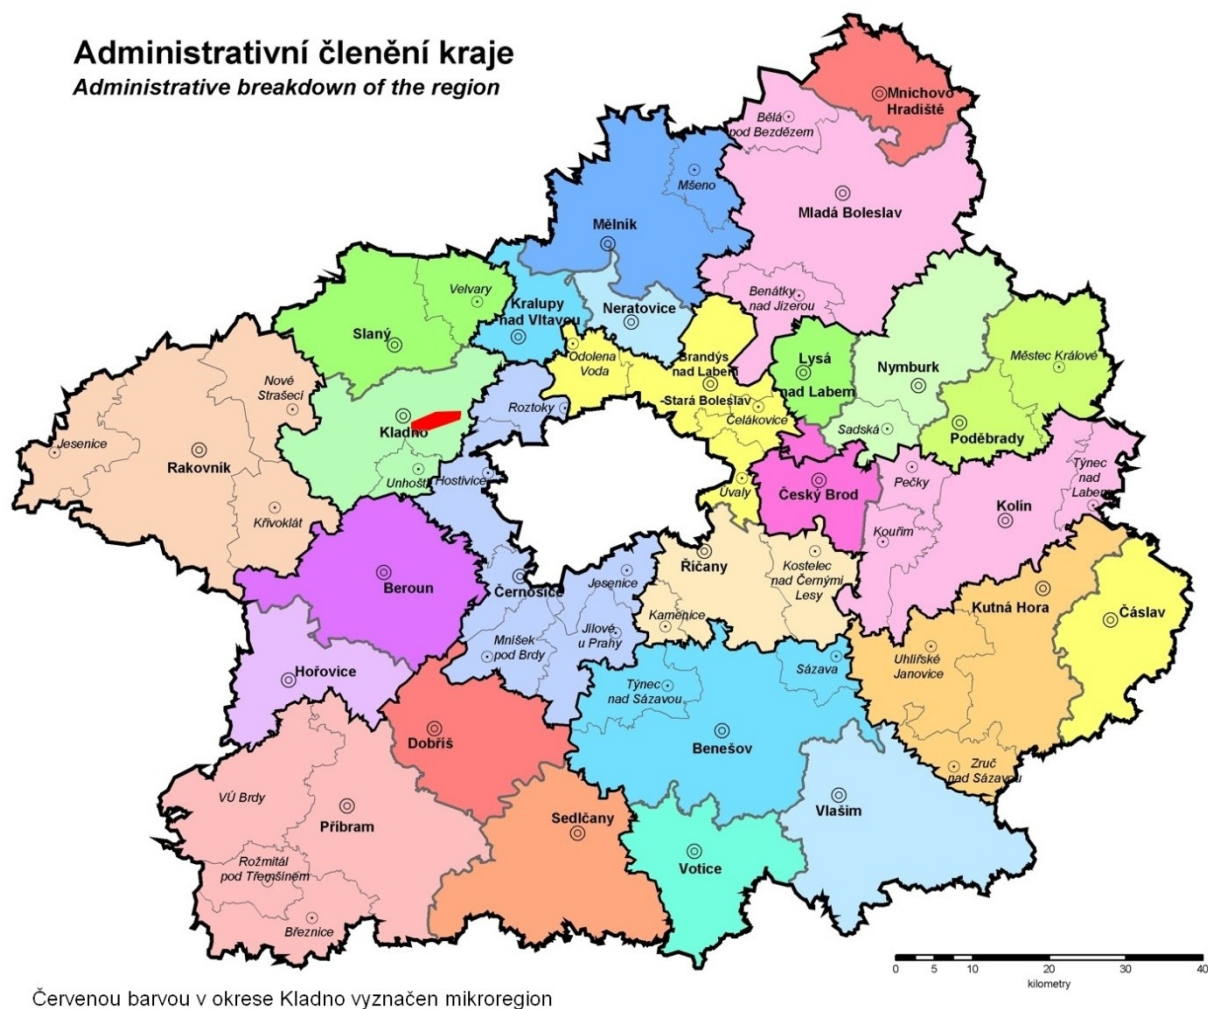 Administrativní členění kraje
Administrative breakdown of the region
Mnichovo
Hradiště
Bělá
pod Bezdězem
Mšeno
Mladá Boleslav
Mělník
Velvary
Benátky
nad Jizerou
Kralupy
nad Vltavou
Neratovice
Slaný
Odolena
Voda
Brandýs
nad Labem
-Stará Boleslav
Lysá
nad Labem
Nymburk
Městec Králové
Nové
Strašecí
Roztoky
Čelákovice
Kladno
Sadská
Poděbrady
Jesenice
Rakovník
Unhošť
Hostivice
Úvaly
Český Brod
Pečky
Týnec
nad
Labem
Kolín
Křivoklát
Kouřim
Beroun
Černošice
Jesenice
Říčany
Kostelec
nad Černými
Lesy
Kutná Hora
Čáslav
Kamenice
Mníšek
pod Brdy
Jílové
u Prahy
Uhlířské
Janovice
Hořovice
Sázava
Týnec
nad Sázavou
Dobříš
Benešov
Zruč
nad Sázavou
VÚ Brdy
Příbram
Sedlčany
Vlašim
Votice
Rožmitál
pod Třemšínem
Březnice
0 5 10 20 30 40
kilometry
Červenou barvou v okrese Kladno vyznačen mikroregion